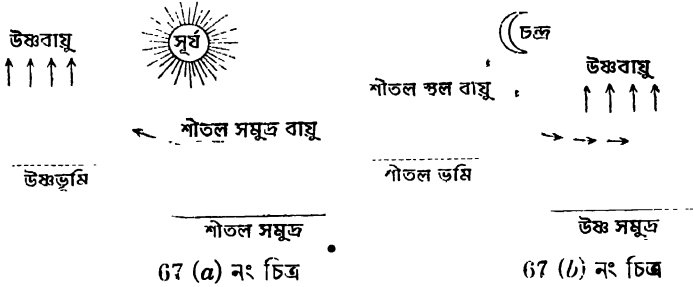 উষ্ণবায়ু
সূর্য
শীতল সমুদ্র বায়ু
উষ্ণভূমি
শীতল সমুদ্র
67 (a) নং চিত্র
চন্দ্র
উষ্ণবায়ু
শীতল স্থল বায়ু
শীতল ভূমি
উষ্ণ সমুদ্র
67 (b) নং চিত্র